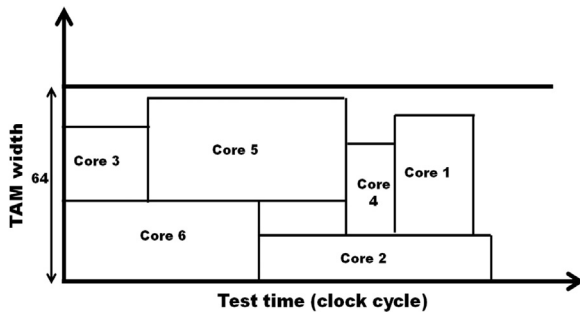 TAM width
64
Core 3
Core 5
Core 4
Core 1
Core 6
Core 2
Test time (clock cycle)